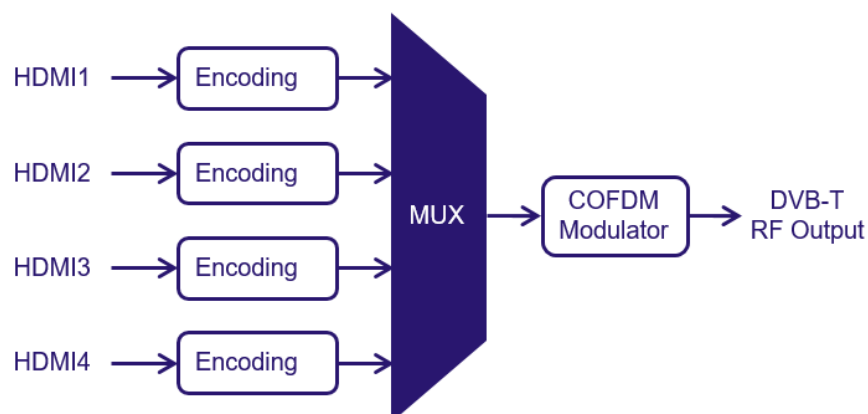 HDMI1
Encoding
HDMI2
Encoding
HDMI3
Encoding
HDMI4
Encoding
MUX
COFDM
Modulator
DVB-T
RF Output